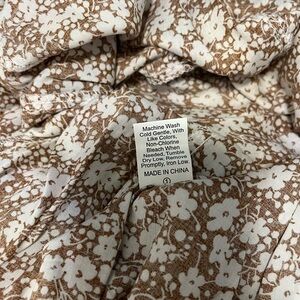 Machine Wash
Cold Gentle, With
Like Colors,
Non-Chlorine
Bleach When
Needed, Tumble
Dry Low, Remove
Promptly, Iron Low.
MADE IN CHINA
1